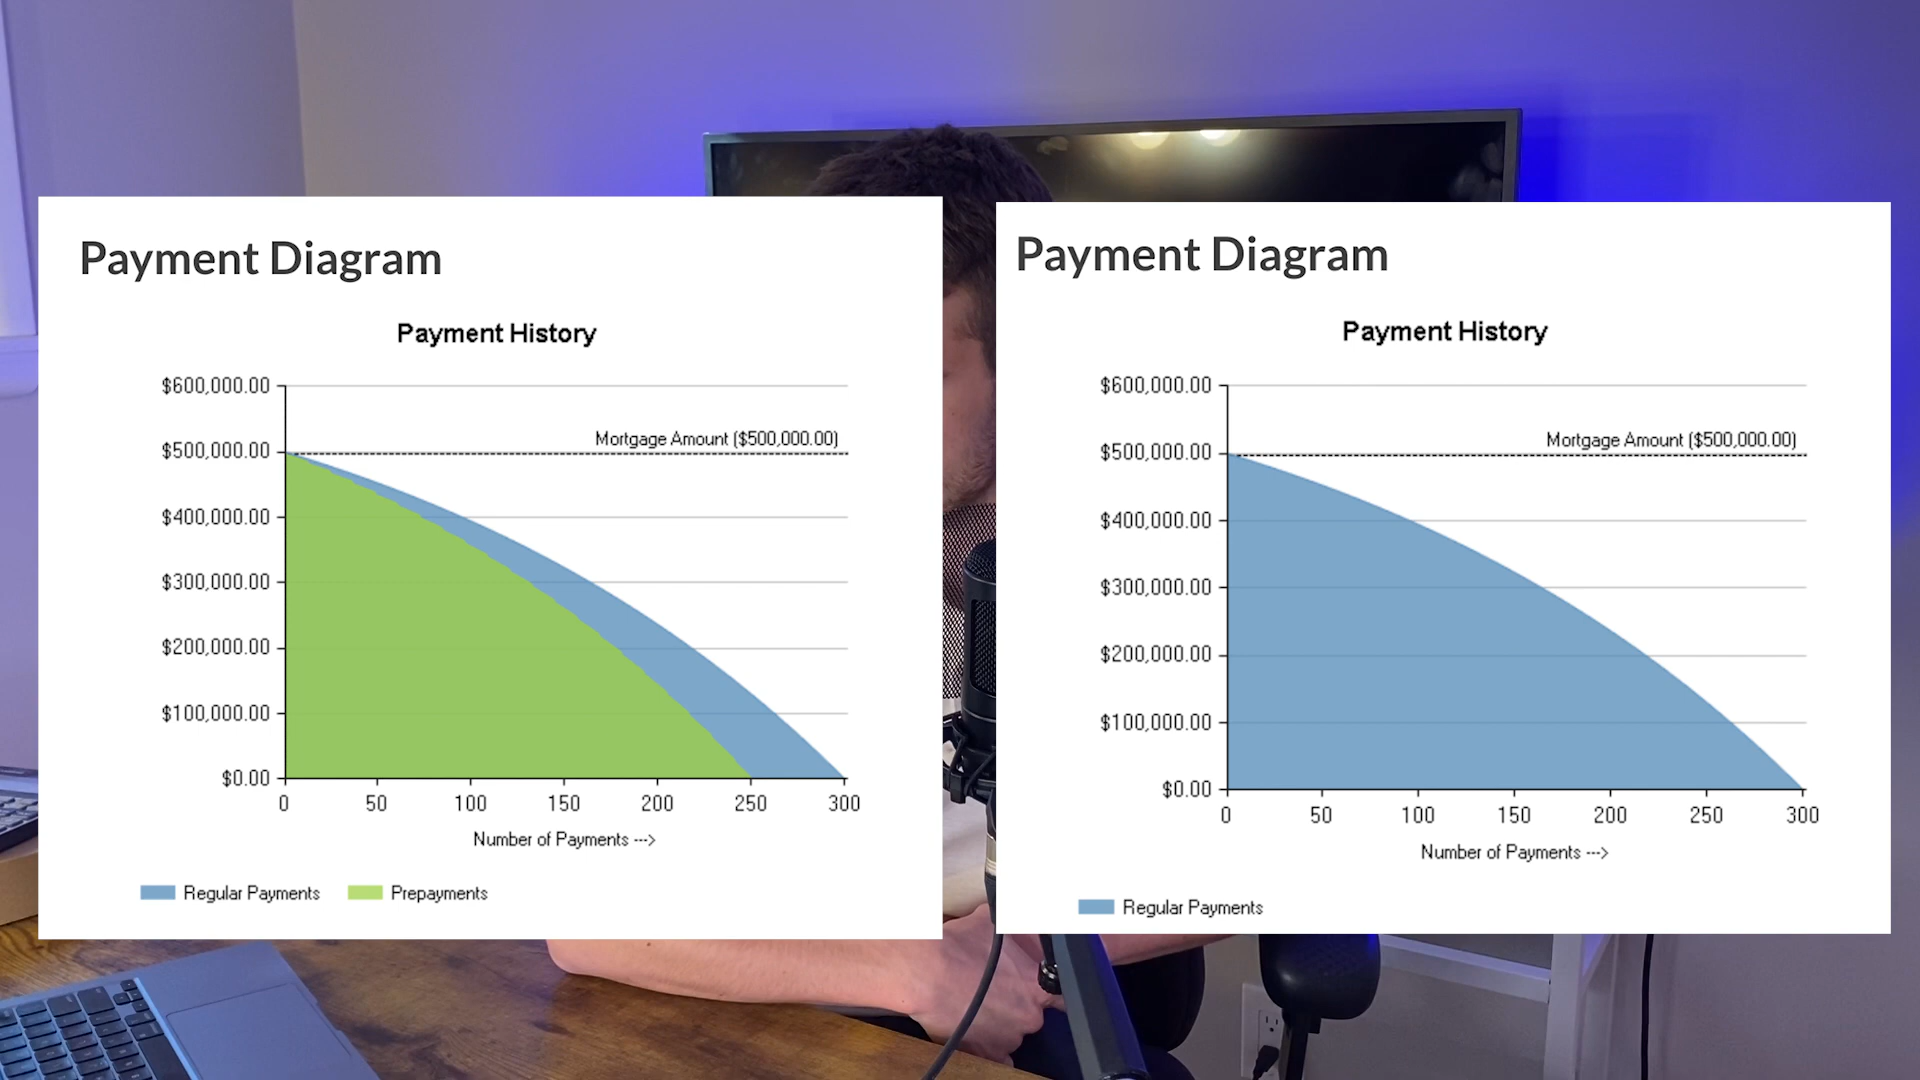 Payment Diagram
Payment History
$600,000.00
Mortgage Amount ($500,000.00)
$500,000.00
$400,000.00
$300,000.00
$200,000.00
$100,000.00
$0.00
0 50 100 150 200 250 300
Number of Payments --->
Regular Payments Prepayments
Payment Diagram
Payment History
$600,000.00
Mortgage Amount ($500,000.00)
$500,000.00
$400,000.00
$300,000.00
$200,000.00
$100,000.00
$0.00
0 50 100 150 200 250 300
Number of Payments --->
Regular Payments